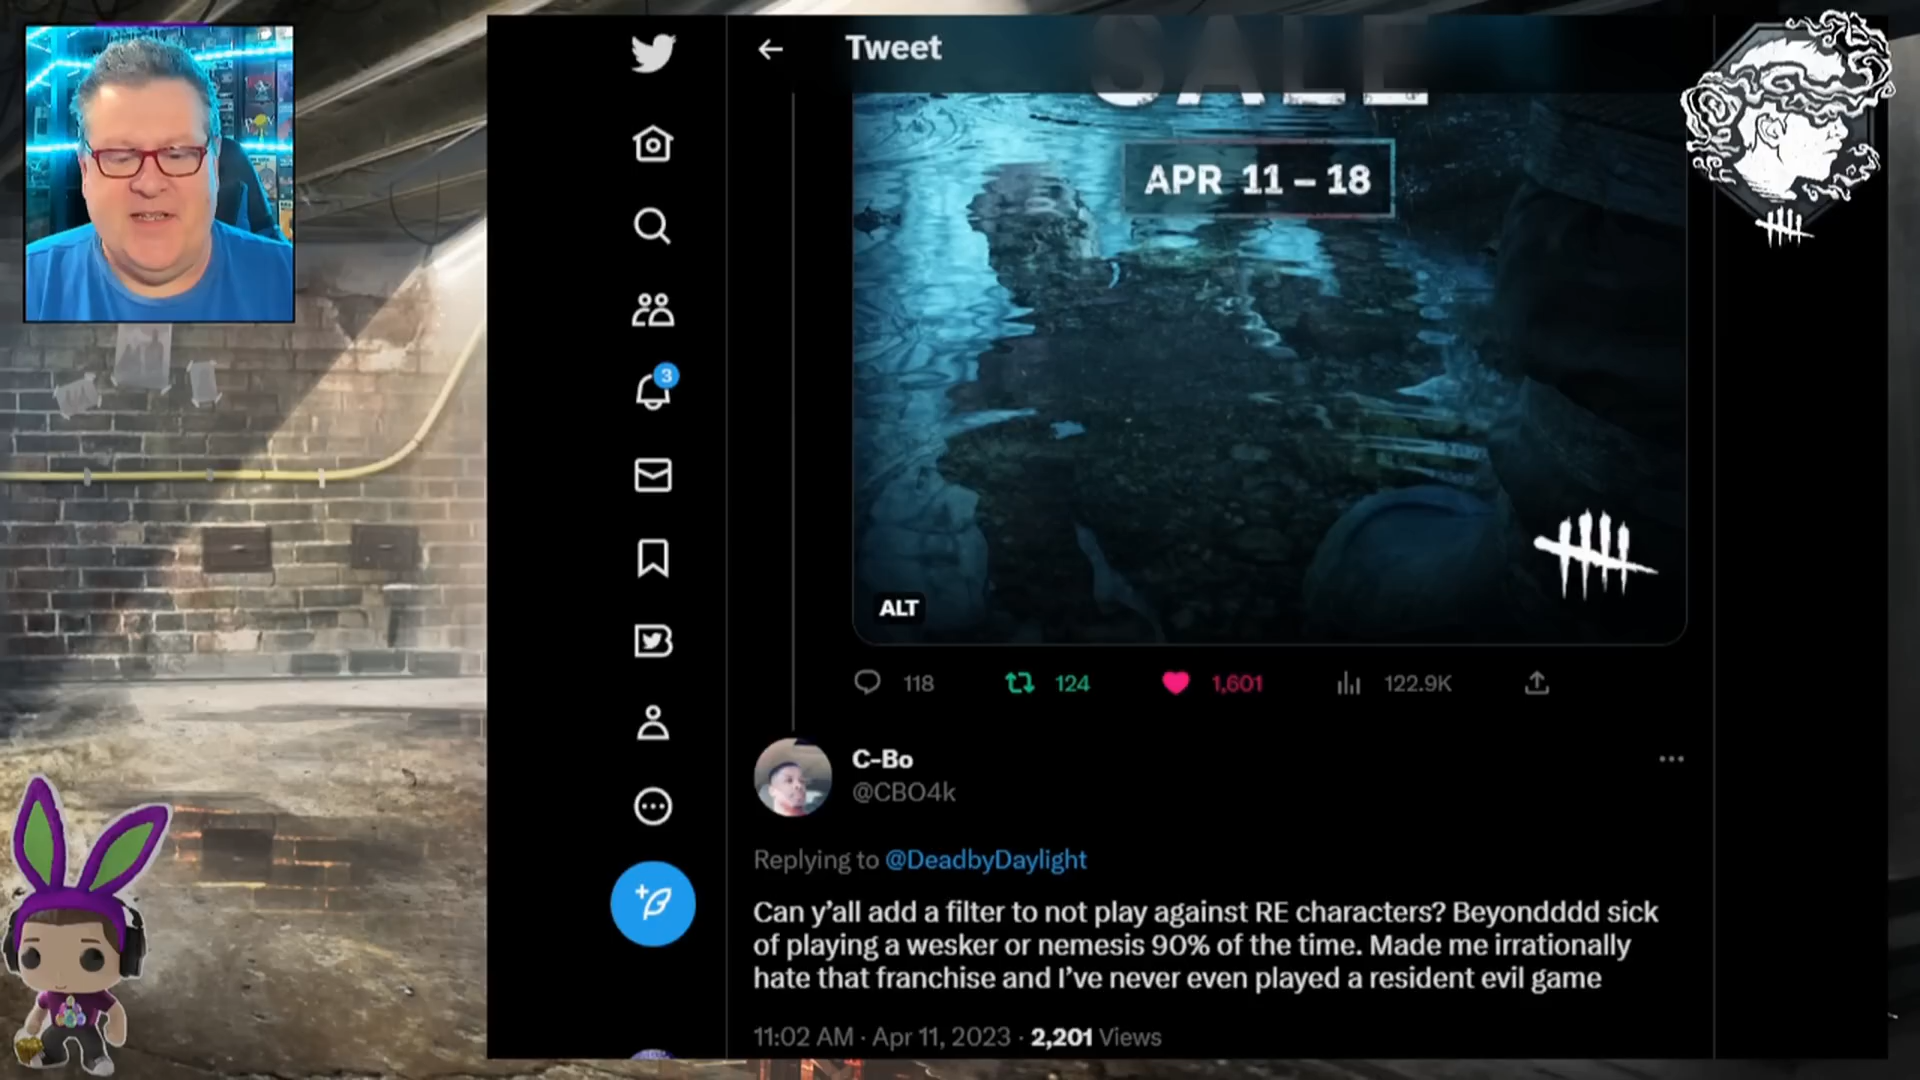 Tweet
SALE
APR 11 – 18
3
ALT
118
124
1,601
122.9K
C-Bo
@CBO4k
Replying to @DeadbyDaylight
Can y’all add a filter to not play against RE characters? Beyondddd sick
of playing a wesker or nemesis 90% of the time. Made me irrationally
hate that franchise and I’ve never even played a resident evil game
11:02 AM · Apr 11, 2023 · 2,201 Views